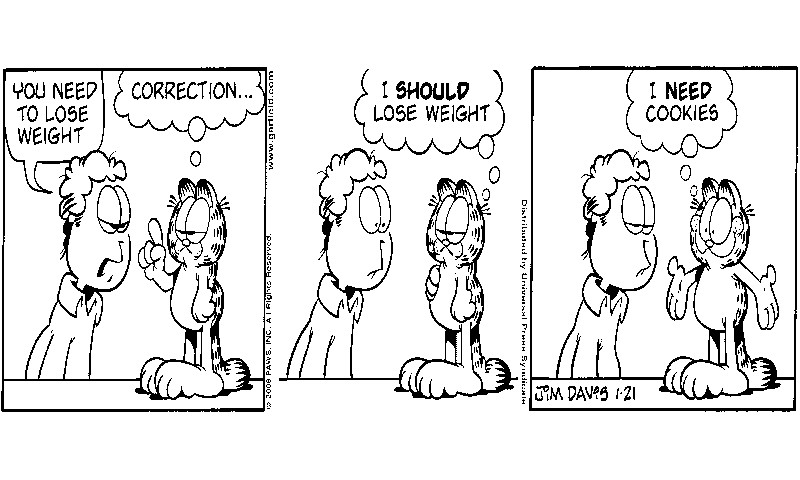 YOU NEED
TO LOSE
WEIGHT
CORRECTION...
www.garfield.com
© 2008 PAWS, INC. All Rights Reserved.
I SHOULD
LOSE WEIGHT
Distributed by Universal Press Syndicate
I NEED
COOKIES
JIM DAVIS 1·21